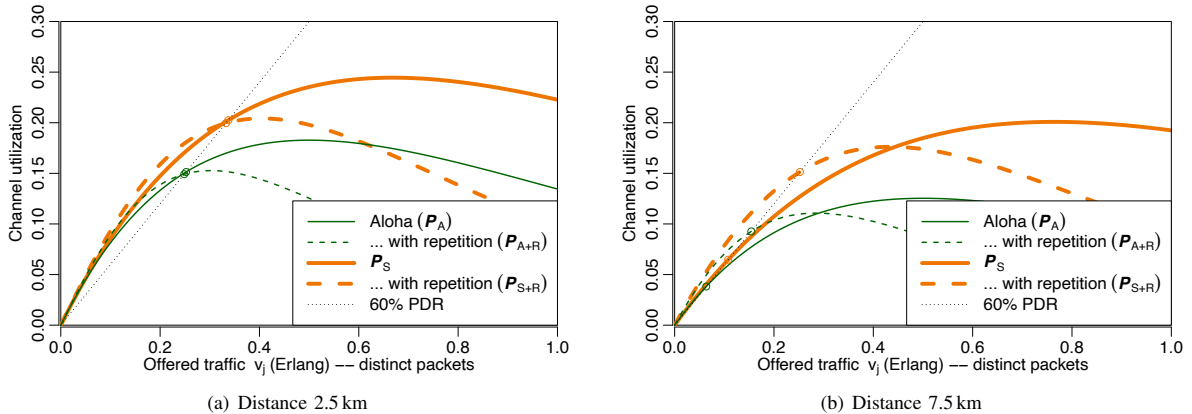 0.30
0.25
0.20
0.15
0.10
0.05
0.00
Channel utilization
Aloha (P_A)
... with repetition (P_A+R)
P_S
... with repetition (P_S+R)
60% PDR
0.0 0.2 0.4 0.6 0.8 1.0
Offered traffic v_j (Erlang) −− distinct packets
(a) Distance 2.5 km
0.30
0.25
0.20
0.15
0.10
0.05
0.00
Channel utilization
Aloha (P_A)
... with repetition (P_A+R)
P_S
... with repetition (P_S+R)
60% PDR
0.0 0.2 0.4 0.6 0.8 1.0
Offered traffic v_j (Erlang) −− distinct packets
(b) Distance 7.5 km